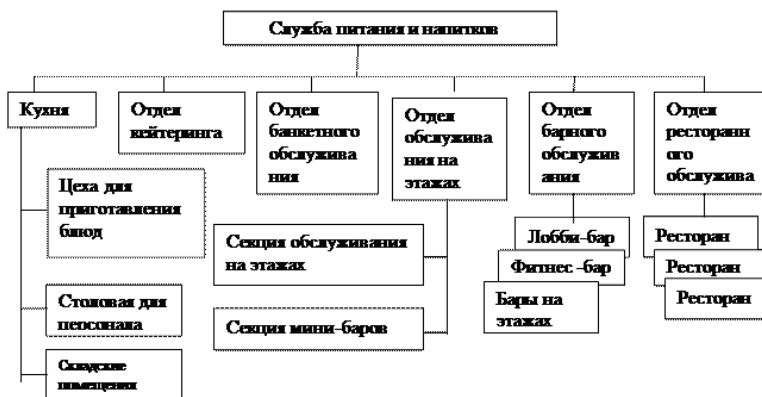 Служба питания и напитков
Кухня
Отдел
кейтеринга
Отдел
банкетного
обслужива
ния
Отдел
обслужива
ния на
этажах
Отдел
барного
обслужив
ания
Отдел
ресторанн
ого
обслужива
Цеха для
приготавления
блюд
Столовая для
персонала
Складские
помещения
Секция обслуживания
на этажах
Секция мини-баров
Лобби-бар
Фитнес -бар
Бары на
этажах
Ресторан
Ресторан
Ресторан